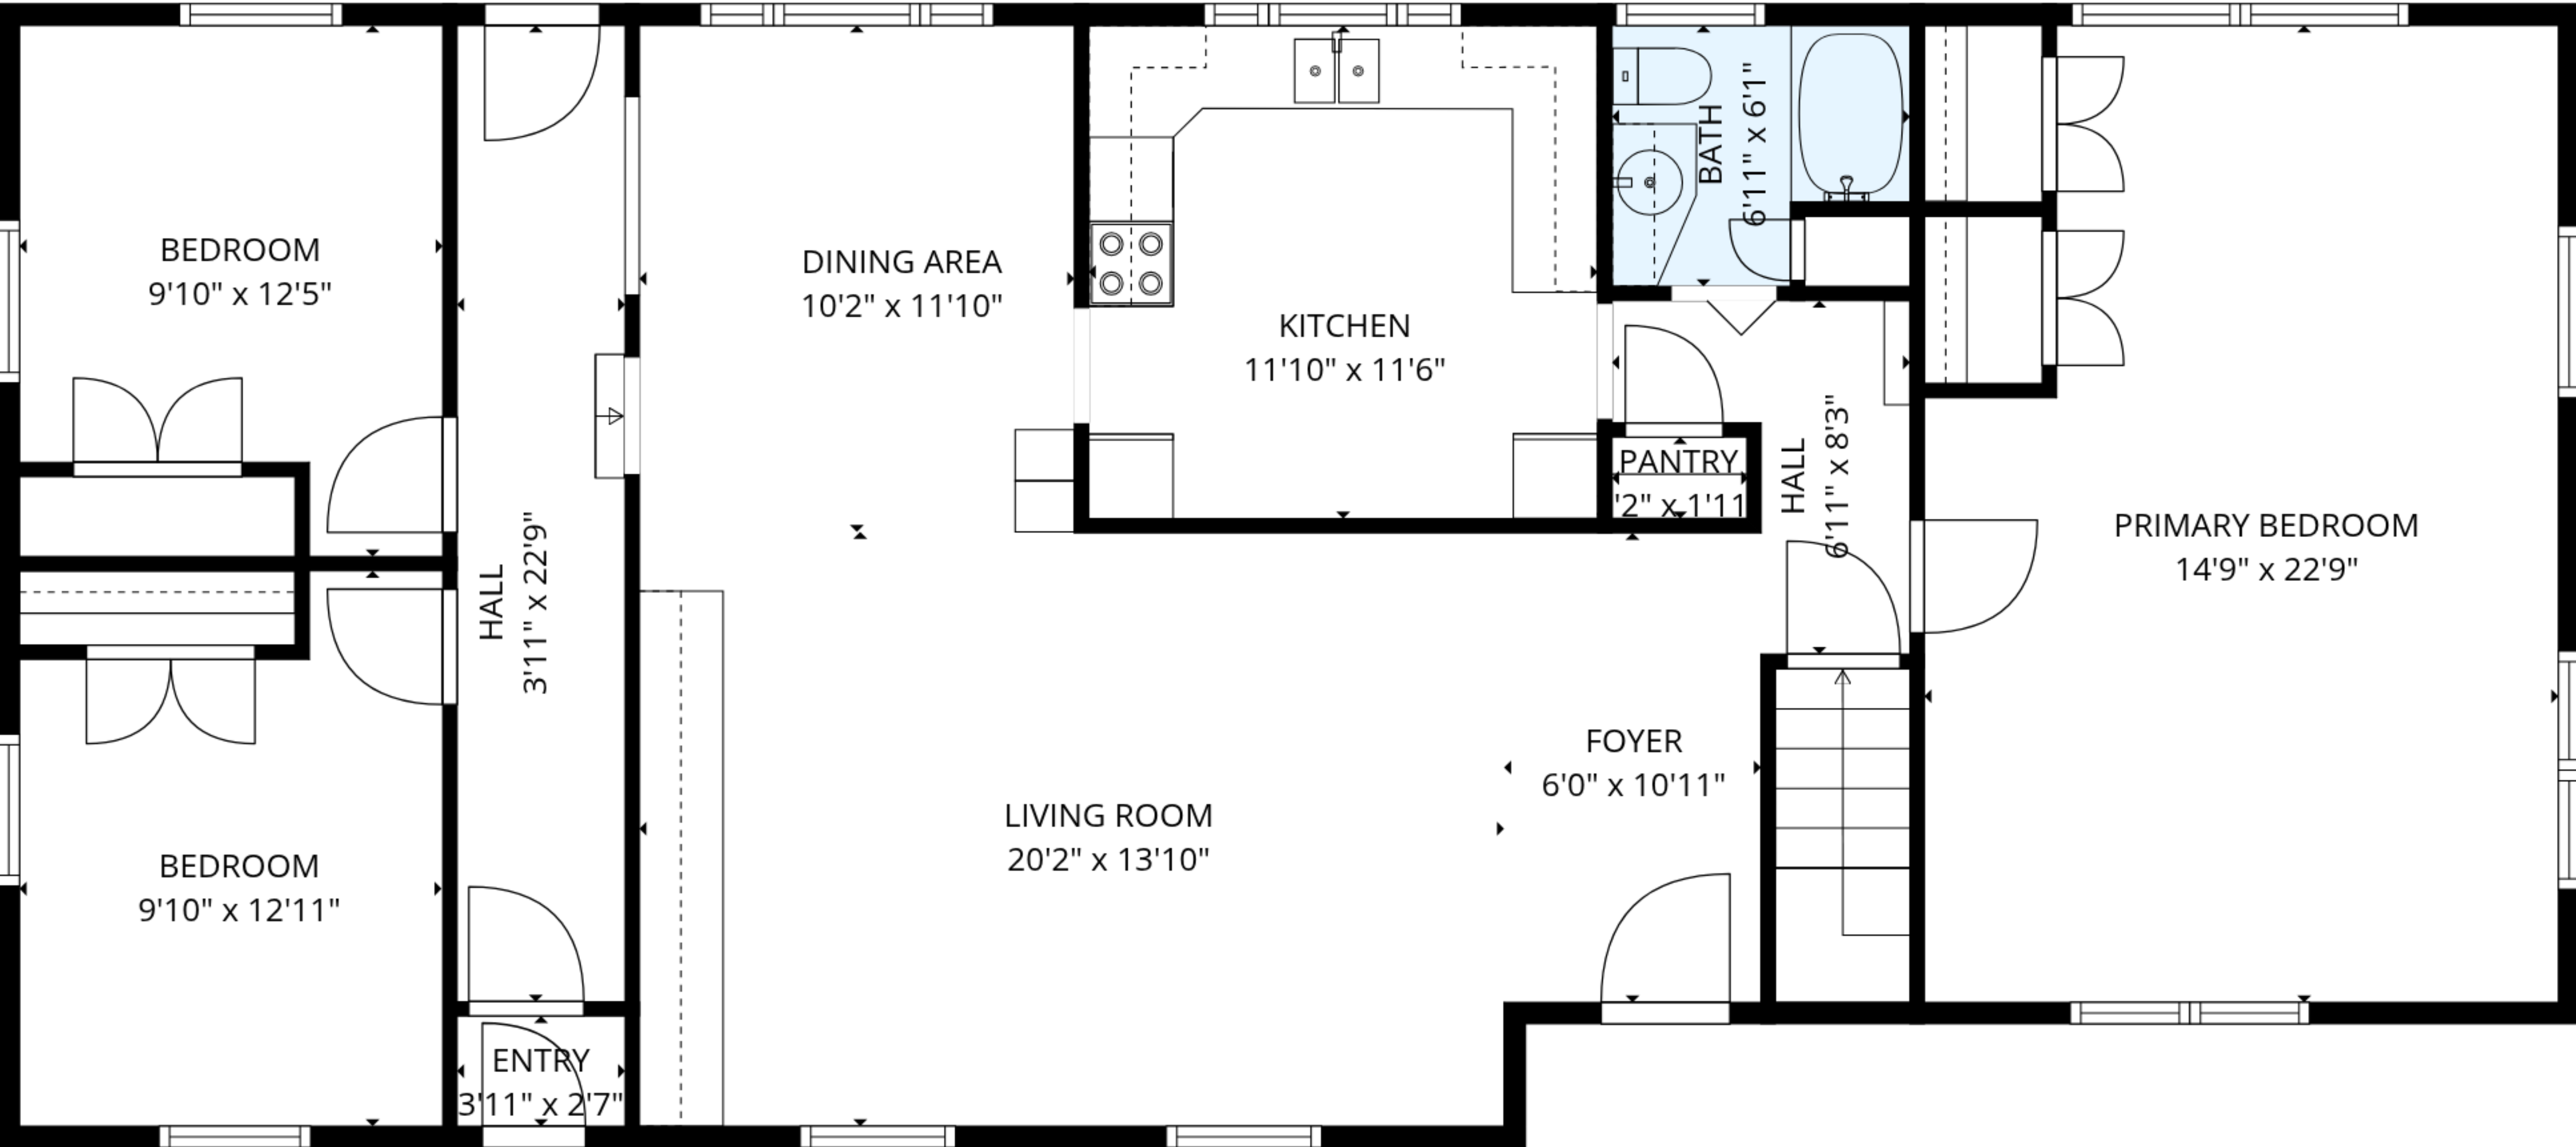 BEDROOM
9'10" x 12'5"
HALL
3'11" x 22'9"
DINING AREA
10'2" x 11'10"
KITCHEN
11'10" x 11'6"
BATH
6'11" x 6'1"
PANTRY
'2" x 1'11
HALL
6'11" x 8'3"
PRIMARY BEDROOM
14'9" x 22'9"
FOYER
6'0" x 10'11"
LIVING ROOM
20'2" x 13'10"
BEDROOM
9'10" x 12'11"
ENTRY
3'11" x 2'7"